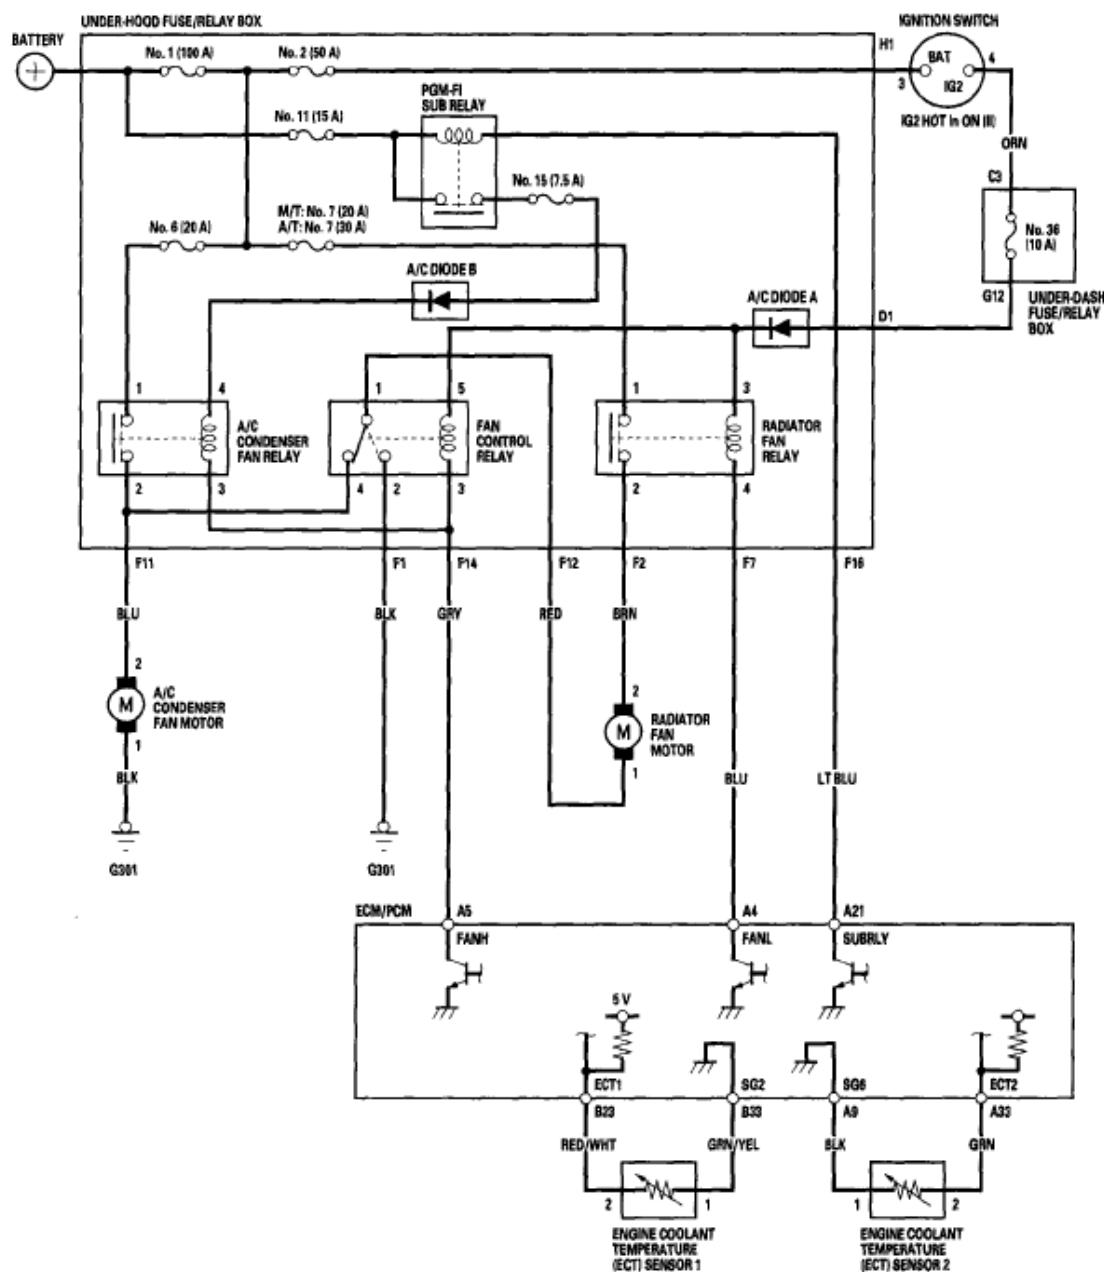 UNDER-HOOD FUSE/RELAY BOX
IGNITION SWITCH
BATTERY
No. 1 (100 A)
No. 2 (50 A)
H1
BAT
4
3
IG2
PGM-FI
SUB RELAY
No. 11 (15 A)
IG2 HOT in ON (II)
ORN
No. 15 (7.5 A)
C3
M/T: No. 7 (20 A)
A/T: No. 7 (30 A)
No. 6 (20 A)
No. 36
(10 A)
A/C DIODE B
A/C DIODE A
G12
UNDER-DASH
FUSE/RELAY
BOX
D1
1
4
1
5
1
3
A/C
CONDENSER
FAN RELAY
FAN
CONTROL
RELAY
RADIATOR
FAN
RELAY
2
3
4
2
3
2
4
F11
F1
F14
F12
F2
F7
F16
BLU
BLK
GRY
RED
BRN
2
M
A/C
CONDENSER
FAN MOTOR
1
2
M
RADIATOR
FAN
MOTOR
1
BLK
BLU
LT BLU
G301
G301
ECM/PCM
A5
A4
A21
FANH
FANL
SUBRLY
5 V
ECT1
SG2
SG6
ECT2
B23
B33
A9
A33
RED/WHT
GRN/YEL
BLK
GRN
2
1
1
2
ENGINE COOLANT
TEMPERATURE
(ECT) SENSOR 1
ENGINE COOLANT
TEMPERATURE
(ECT) SENSOR 2